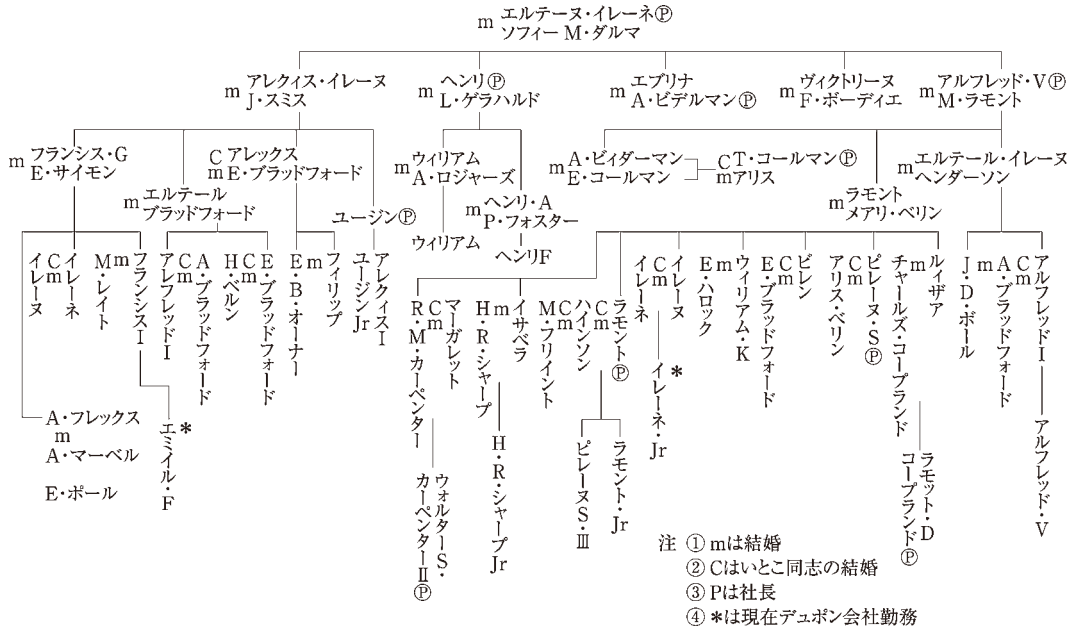 m エルテーヌ・イレーネⓅ
ソフィーM・ダルマ
m アレクィス・イレーヌ
J・スミス
m ヘンリⓅ
L・ゲラハルド
m エブリナ
A・ビデルマンⓅ
m ヴィクトリーヌ
F・ボーディエ
m アルフレッド・VⓅ
M・ラモント
m フランシス・G
E・サイモン
C アレックス
m E・ブラッドフォード
m エルテール
ブラッドフォード
ユージンⓅ
m ウィリアム
A・ロジャーズ
m ヘンリ・A
P・フォスター
ウィリアム
ヘンリF
m A・ビィダーマン
E・コールマン
C T・コールマンⓅ
m アリス
m ラモント
メアリ・ベリン
m エルテール・イレーヌ
ヘンダーソン
イレーヌ
Cm
イレーネ
M・レイト
m
フランシスI
アレフレッドI
Cm
A・ブラッドフォード
H・ベルン
Cm
E・ブラッドフォード
E・B・オーナー
m
フィリップ
ユージンJr
アレクィスI
R・M・カーペンター
Cm
マーガレット
H・R・シャープ
m
イサベラ
M・フリイント
Cm
ハインソン
Cm
ラモントⓅ
イレーネ
Cm
イレーヌ
E・ハロック
m
ウィリアム・K
E・ブラッドフォード
Cm
ビレン
アリス・ベリン
Cm
ピレーヌ・SⓅ
チャールズ・コープランド
m
ルィザア
J・D・ボール
m
A・ブラッドフォード
Cm
アルフレッドI
A・フレックス
m
A・マーベル
E・ポール
エミイル・F
*
ウォルターS・
カーペンターⅡⓅ
H・R・シャープJr
ピレーヌS・Ⅲ
ラモント・Jr
イレーネ・Jr
*
ラモット・D
コープランドⓅ
アルフレッド・V
注 ① mは結婚
② Cはいとこ同志の結婚
③ Pは社長
④ *は現在デュポン会社勤務